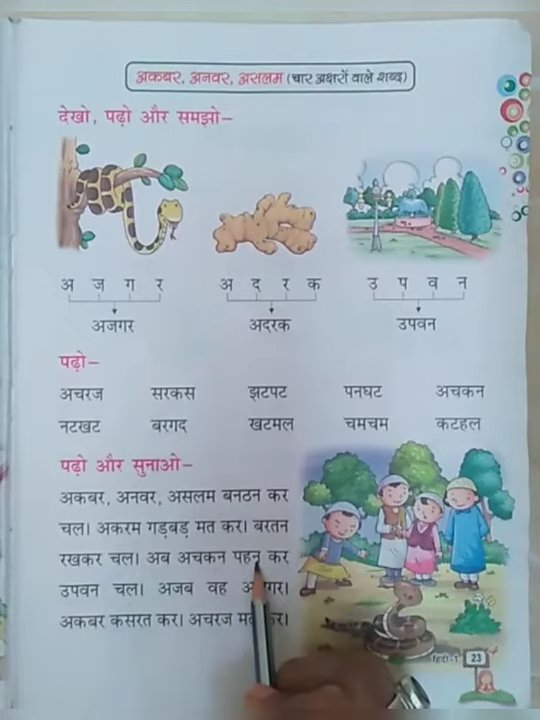 अकबर, अनवर, असलम (चार अक्षरों वाले शब्द)
देखो, पढ़ो और समझो–
अ ज ग र अ द र क उ प व न
अजगर अदरक उपवन
पढ़ो–
अचरज सरकस झटपट पनघट अचकन
नटखट बरगद खटमल चमचम कटहल
पढ़ो और सुनाओ–
अकबर, अनवर, असलम बनठन कर
चल। अकरम गड़बड़ मत कर। बरतन
रखकर चल। अब अचकन पहन कर
उपवन चल। अजब वह
अकबर कसरत कर। अचरज कर।
23